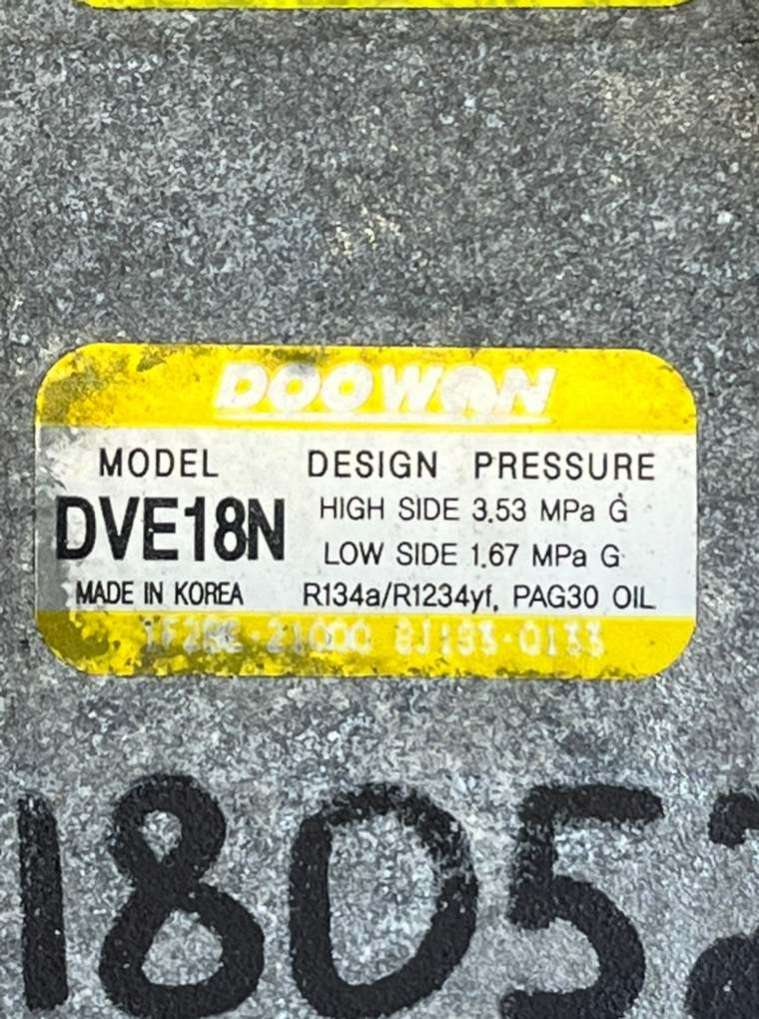 DOOWON
MODEL DESIGN PRESSURE
DVE18N HIGH SIDE 3.53 MPa G
LOW SIDE 1.67 MPa G
MADE IN KOREA R134a/R1234yf, PAG30 OIL
1805